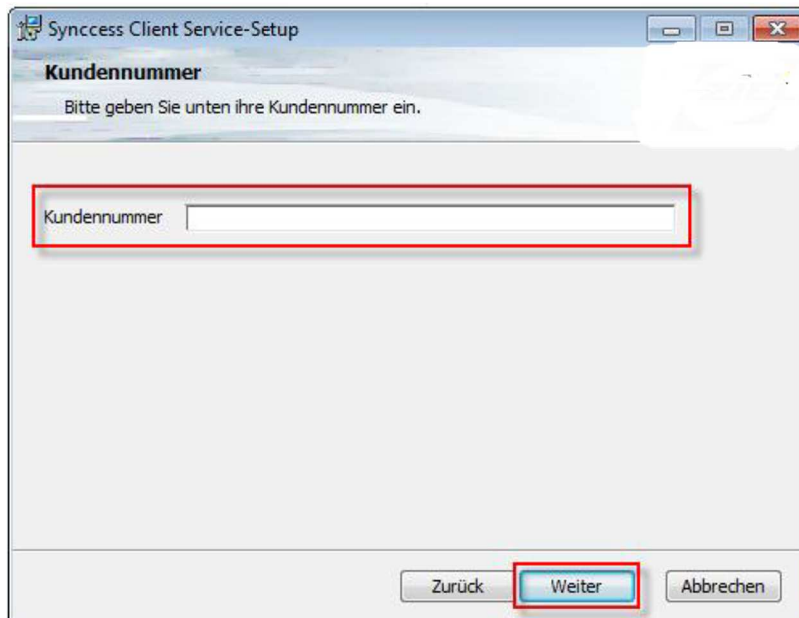 Synccess Client Service-Setup
Kundennummer
Bitte geben Sie unten ihre Kundennummer ein.
Kundennummer
Zurück Weiter Abbrechen